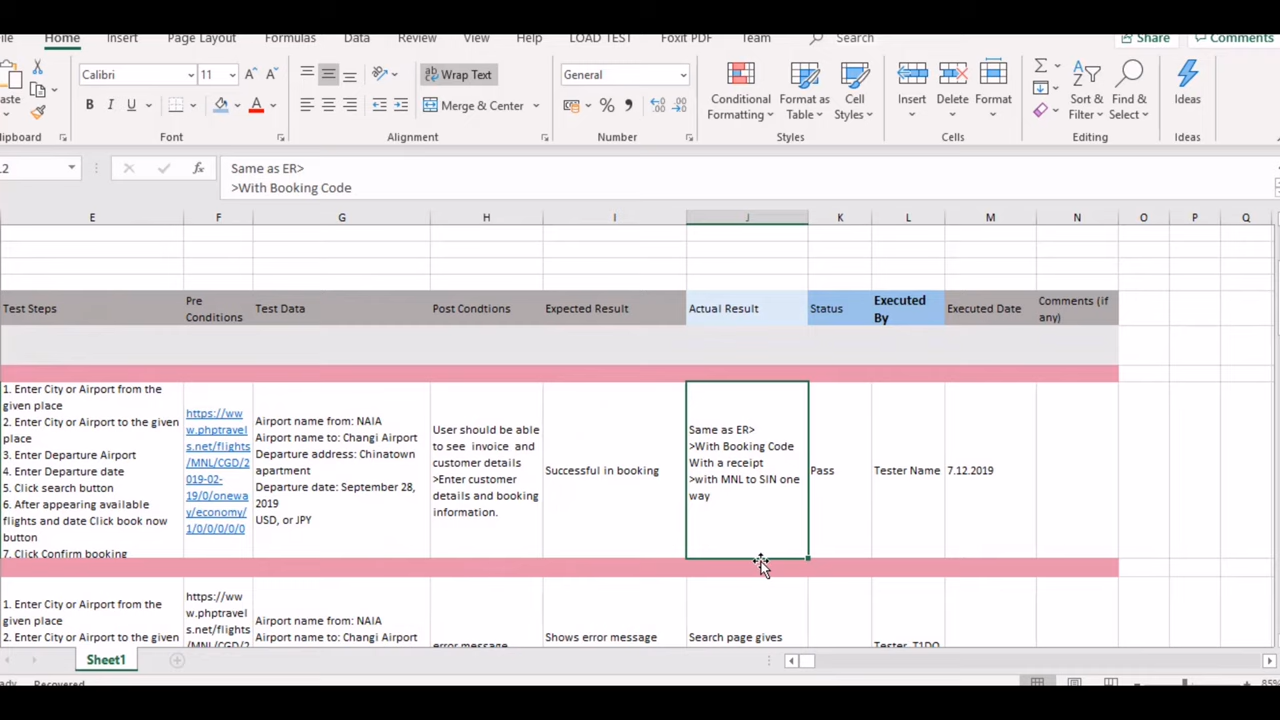 Home Insert Page Layout Formulas Data Review View Help LOAD TEST Foxit PDF Team Search Share Comments
Calibri 11 Wrap Text General
B I U Merge & Center % Conditional Formatting Format as Table Cell Styles Insert Delete Format Sort & Filter Find & Select Ideas
Font Alignment Number Styles Cells Editing Ideas
Same as ER>
>With Booking Code
E F G H I J K L M N O P Q
Test Steps
Pre
Conditions
Test Data
Post Condtions
Expected Result
Actual Result
Status
Executed
By
Executed Date
Comments (if
any)
1. Enter City or Airport from the
given place
2. Enter City or Airport to the given
place
3. Enter Departure Airport
4. Enter Departure date
5. Click search button
6. After appearing available
flights and date Click book now
button
7. Click Confirm booking
https://ww
w.phptravel
s.net/flights
/MNL/CGD/2
019-02-
19/0/onewa
y/economy/
1/0/0/0/0/0
Airport name from: NAIA
Airport name to: Changi Airport
Departure address: Chinatown
apartment
Departure date: September 28,
2019
USD, or JPY
User should be able
to see invoice and
customer details
>Enter customer
details and booking
information.
Successful in booking
Same as ER>
>With Booking Code
With a receipt
>with MNL to SIN one
way
Pass
Tester Name
7.12.2019
1. Enter City or Airport from the
given place
2. Enter City or Airport to the given
https://ww
w.phptravel
s.net/flights
Airport name from: NAIA
Airport name to: Changi Airport
error message
Shows error message
Search page gives
Sheet1